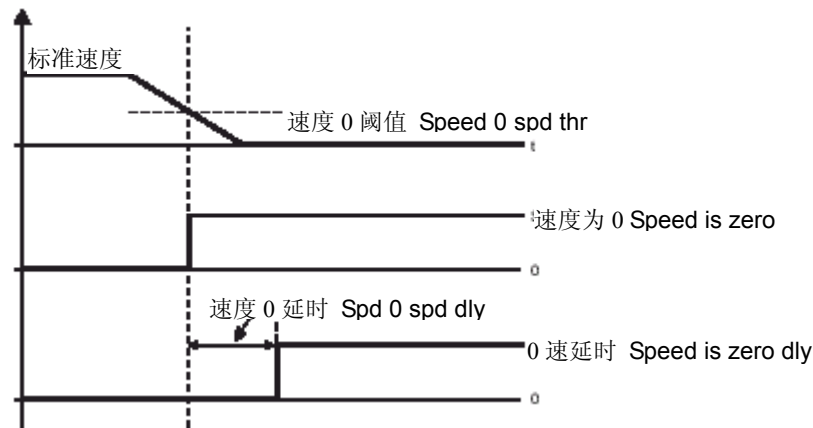 标准速度
速度 0 阈值 Speed 0 spd thr
t
速度为 0 Speed is zero
0
速度 0 延时 Spd 0 spd dly
0 速延时 Speed is zero dly
0